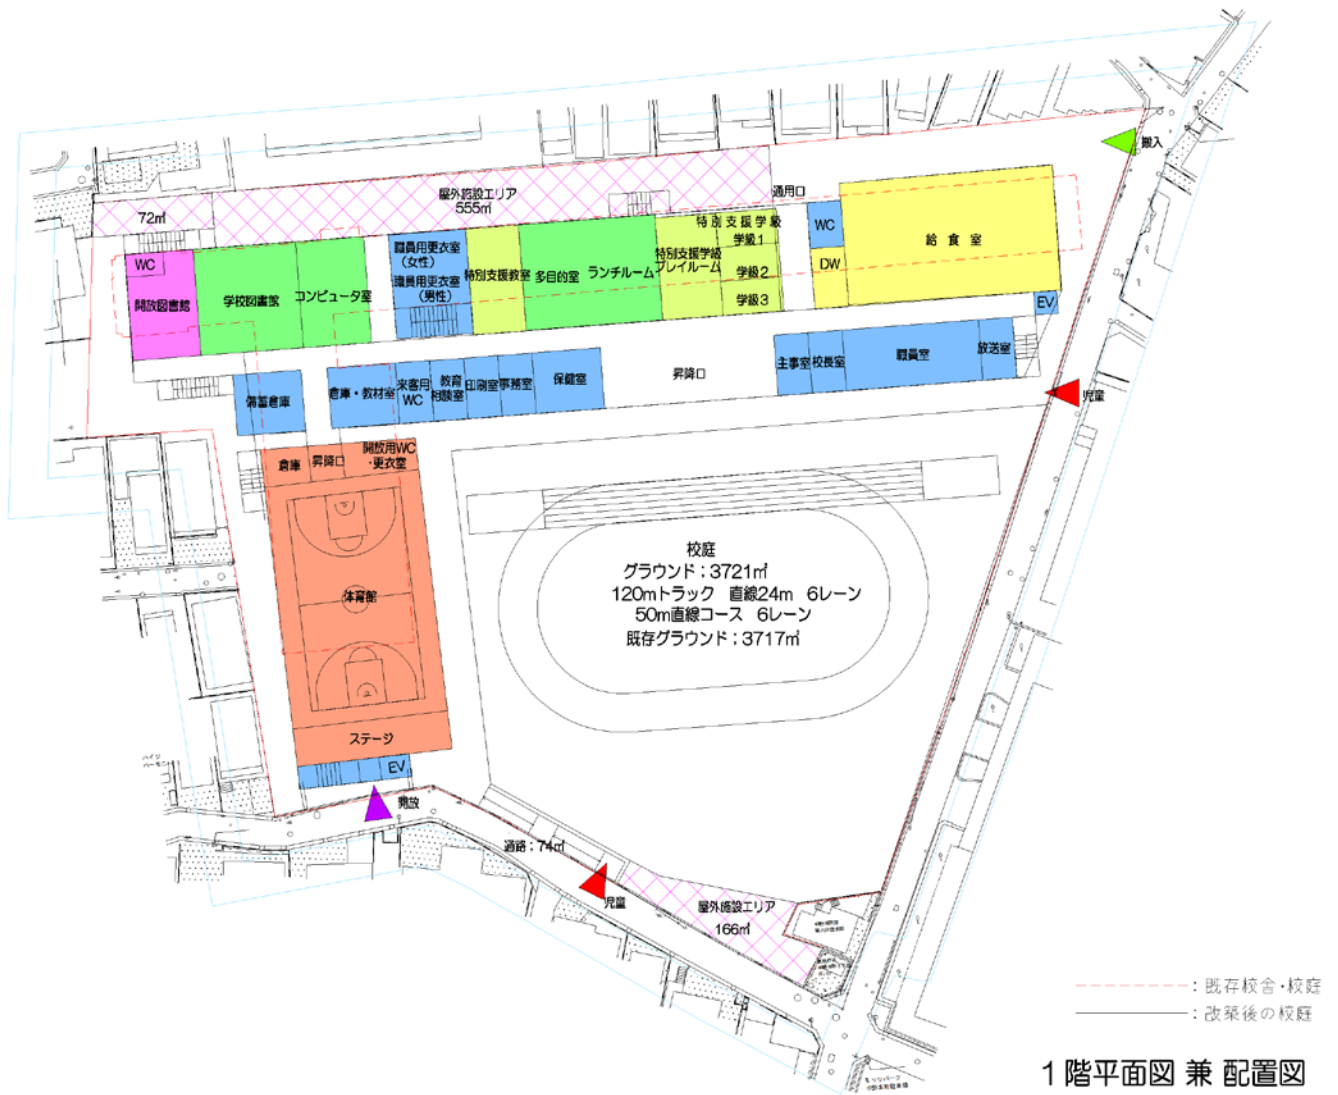 搬入
屋外施設エリア
555㎡
通用口
72㎡
特別支援学級
学級1
WC
給食室
職員用更衣室
(女性)
特別支援学級
プレイルーム
WC
DW
特別支援教室
多目的室
ランチルーム
学級2
職員用更衣室
(男性)
開放図書館
学校図書館
コンピュータ室
学級3
EV
主事室
校長室
職員室
放送室
昇降口
保健室
備蓄倉庫
倉庫・教材室
来客用
WC
教育
相談室
印刷室
事務室
児童
倉庫
昇降口
開放用WC
・更衣室
校庭
グラウンド:3721㎡
120mトラック 直線24m 6レーン
50m直線コース 6レーン
既存グラウンド:3717㎡
体育館
ステージ
EV
開放
通路:74㎡
児童
屋外施設エリア
166㎡
:既存校舎・校庭
:改築後の校庭
1階平面図 兼 配置図